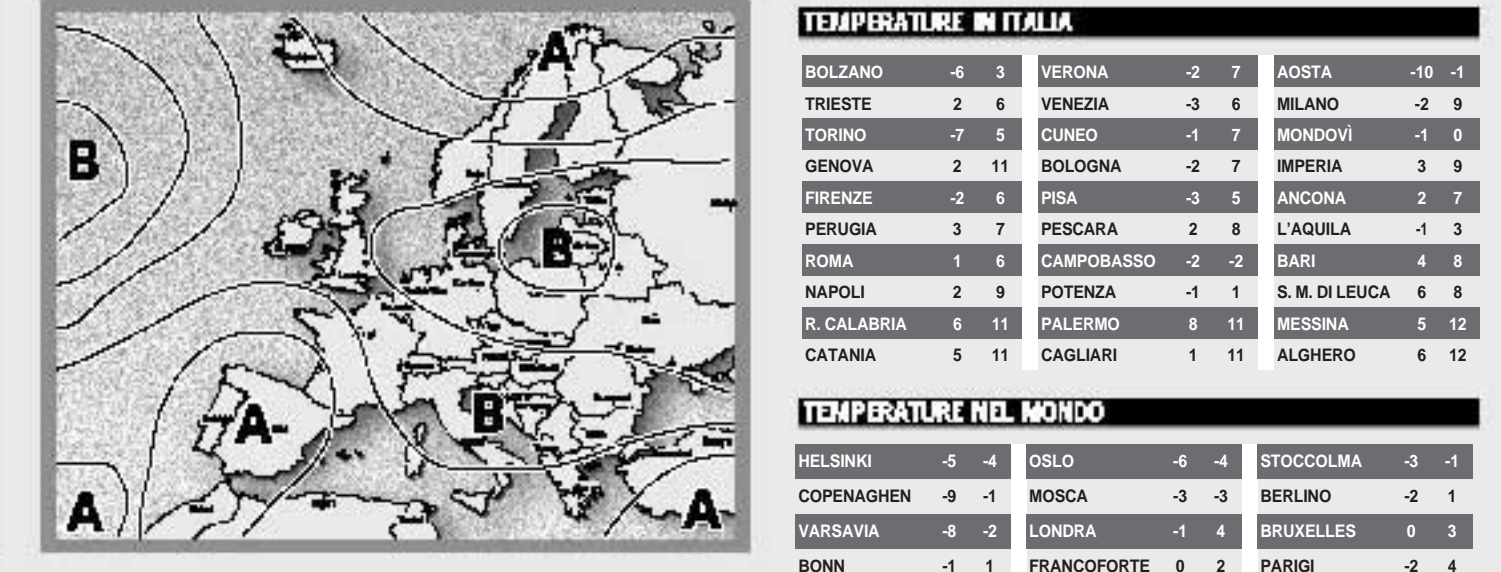 A
B
B
B
A
A
A
TEMPERATURE IN ITALIA
BOLZANO -6 3 VERONA -2 7 AOSTA -10 -1
TRIESTE 2 6 VENEZIA -3 6 MILANO -2 9
TORINO -7 5 CUNEO -1 7 MONDOVÌ -1 0
GENOVA 2 11 BOLOGNA -2 7 IMPERIA 3 9
FIRENZE -2 6 PISA -3 5 ANCONA 2 7
PERUGIA 3 7 PESCARA 2 8 L'AQUILA -1 3
ROMA 1 6 CAMPOBASSO -2 -2 BARI 4 8
NAPOLI 2 9 POTENZA -1 1 S. M. DI LEUCA 6 8
R. CALABRIA 6 11 PALERMO 8 11 MESSINA 5 12
CATANIA 5 11 CAGLIARI 1 11 ALGHERO 6 12
TEMPERATURE NEL MONDO
HELSINKI -5 -4 OSLO -6 -4 STOCCOLMA -3 -1
COPENAGHEN -9 -1 MOSCA -3 -3 BERLINO -2 1
VARSAVIA -8 -2 LONDRA -1 4 BRUXELLES 0 3
BONN -1 1 FRANCOFORTE 0 2 PARIGI -2 4